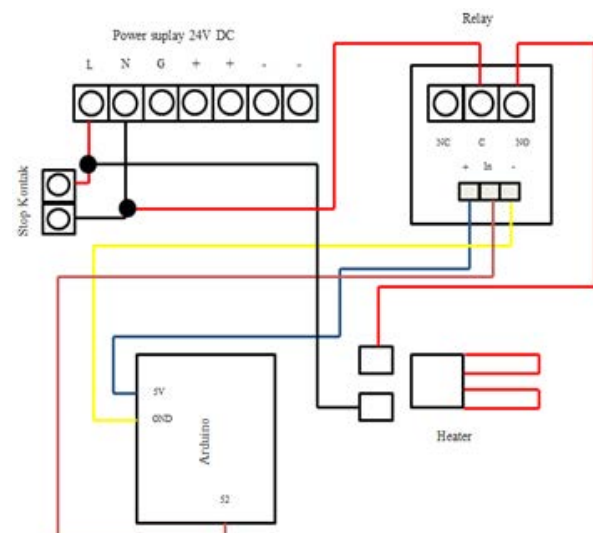 Relay
Power suplay 24V DC
L N G + + - -
NC C NO
+ In -
Stop Kontak
5V
GND
Arduino
52
Heater